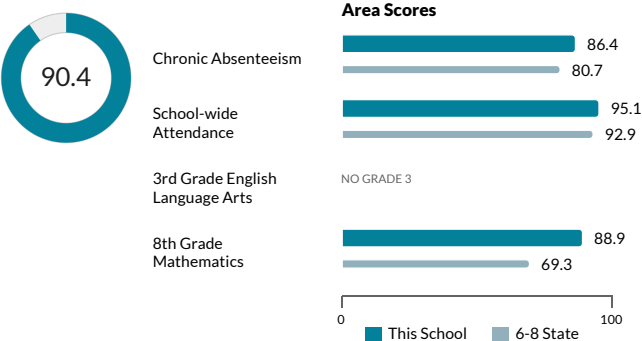 Area Scores
90.4
Chronic Absenteeism
86.4
80.7
School-wide
Attendance
95.1
92.9
3rd Grade English
Language Arts
NO GRADE 3
8th Grade
Mathematics
88.9
69.3
0
100
This School
6-8 State